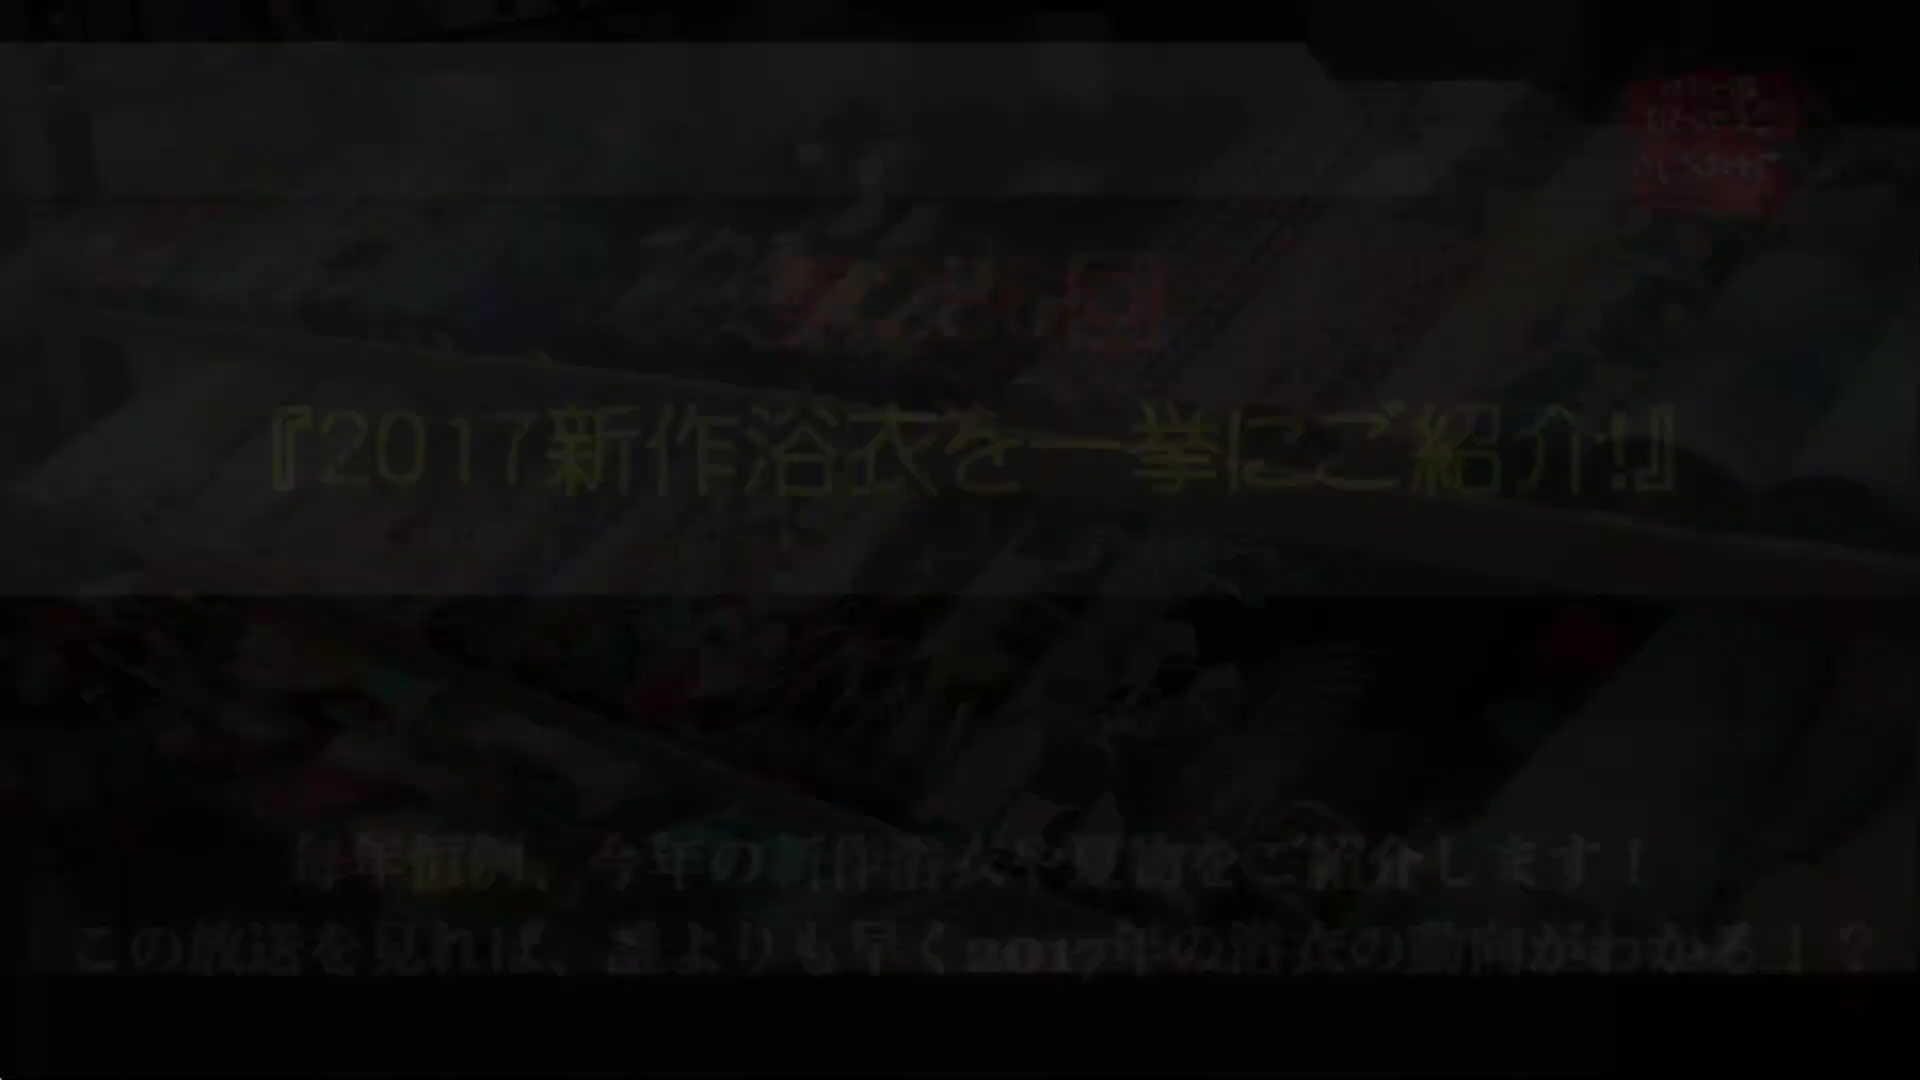 次回
『2017新作浴衣を一挙にご紹介!』
毎年恒例、今年の新作浴衣や夏物をご紹介します！
この放送を見れば、誰よりも早く2017年の浴衣の動向がわかる！？